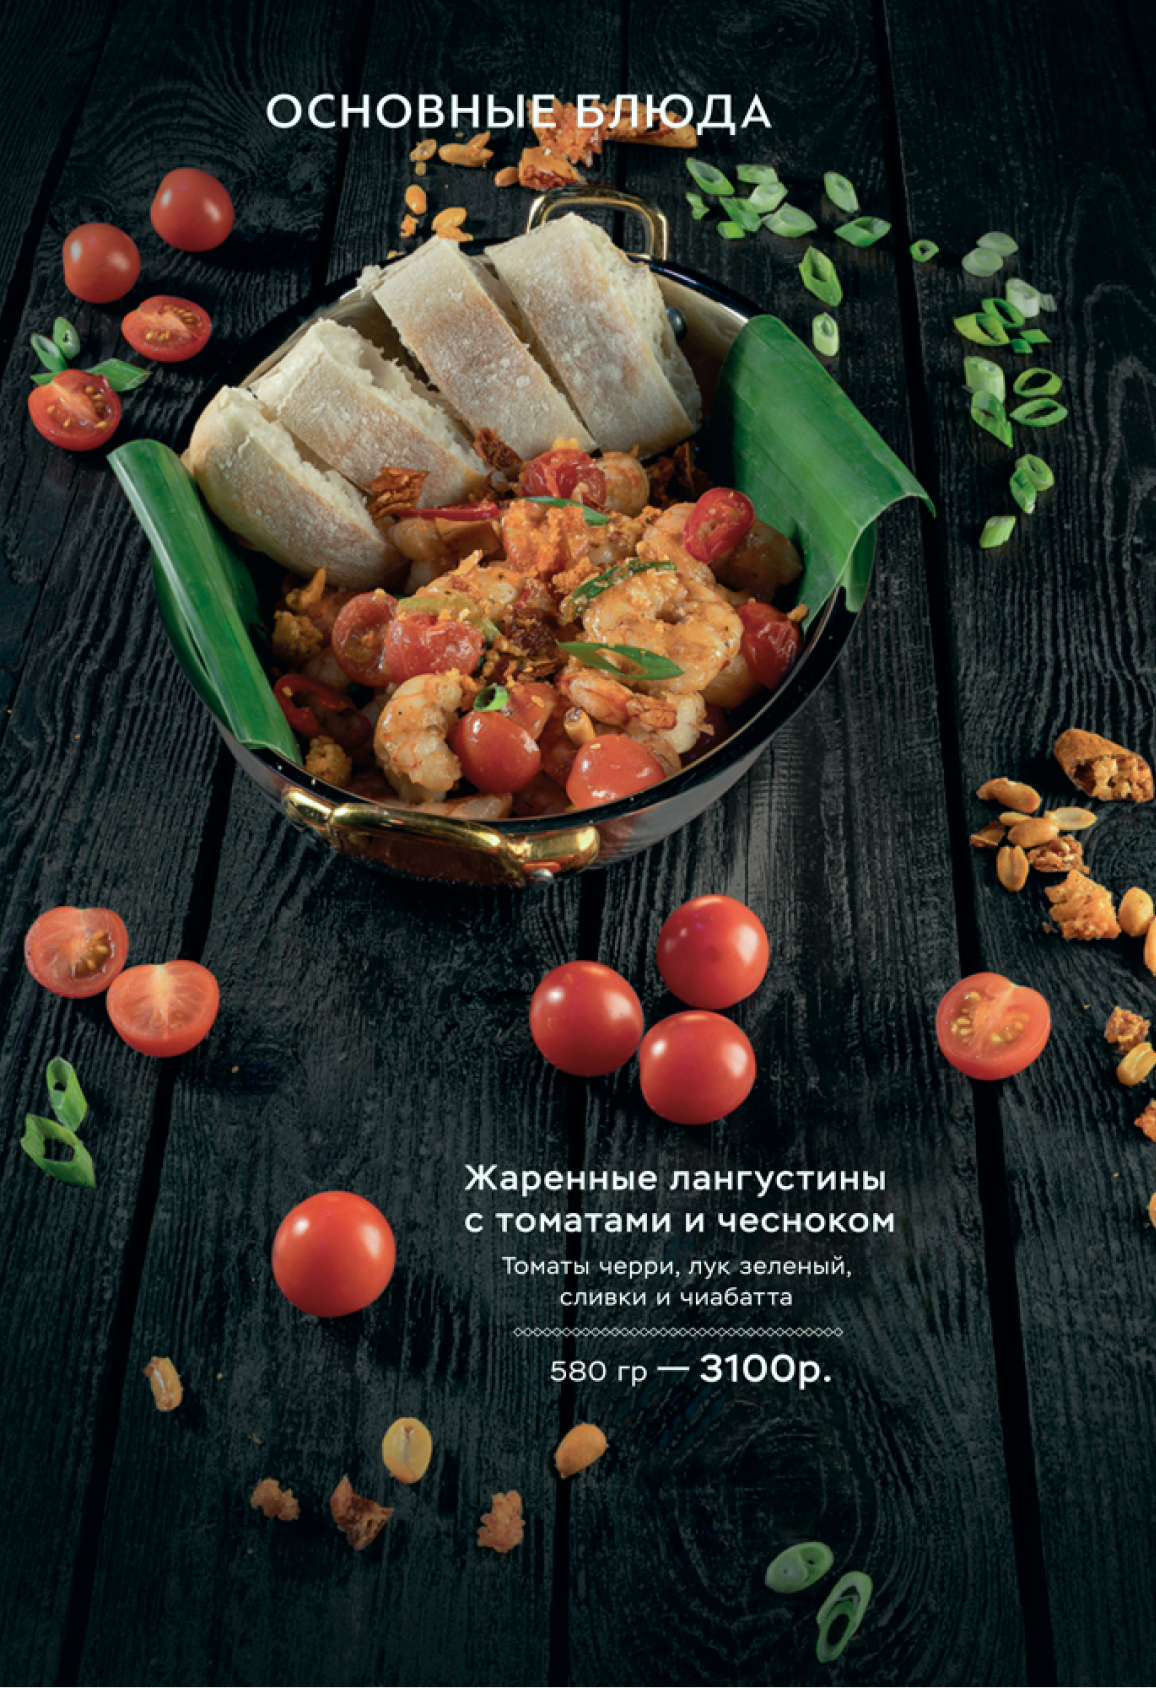 ОСНОВНЫЕ БЛЮДА
Жаренные лангустины
с томатами и чесноком
Томаты черри, лук зеленый,
сливки и чиабатта
580 гр — 3100р.